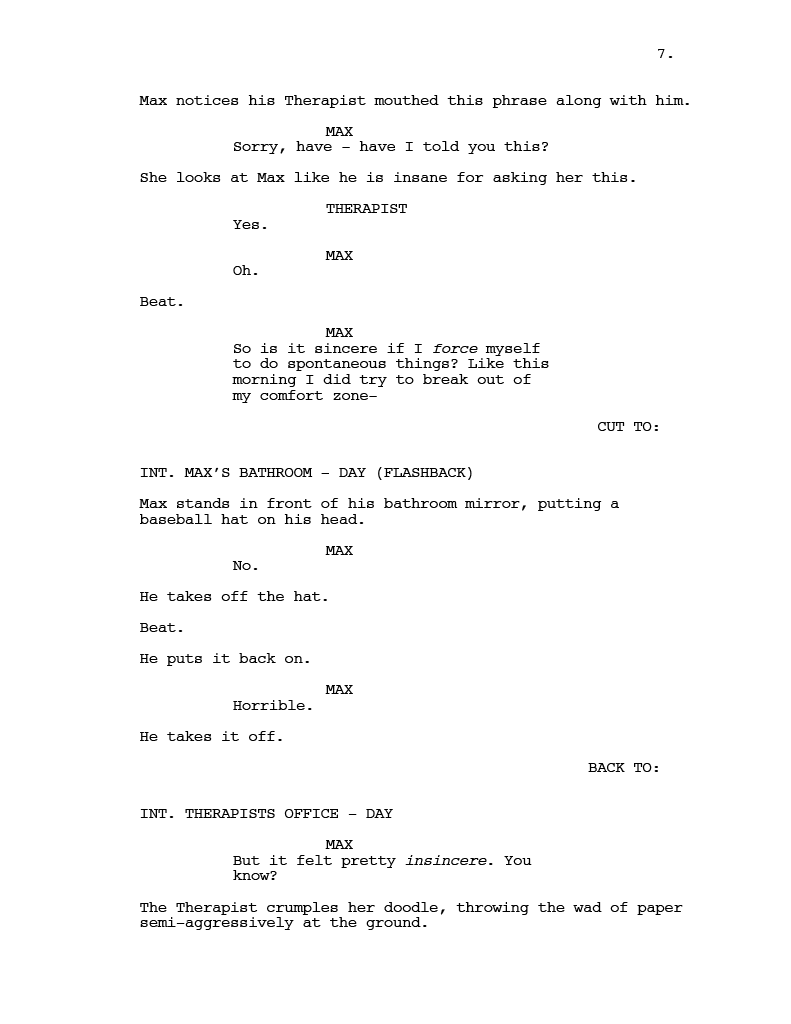 7.
Max notices his Therapist mouthed this phrase along with him.
MAX
Sorry, have – have I told you this?
She looks at Max like he is insane for asking her this.
THERAPIST
Yes.
MAX
Oh.
Beat.
MAX
So is it sincere if I force myself
to do spontaneous things? Like this
morning I did try to break out of
my comfort zone–
CUT TO:
INT. MAX’S BATHROOM – DAY (FLASHBACK)
Max stands in front of his bathroom mirror, putting a
baseball hat on his head.
MAX
No.
He takes off the hat.
Beat.
He puts it back on.
MAX
Horrible.
He takes it off.
BACK TO:
INT. THERAPISTS OFFICE – DAY
MAX
But it felt pretty insincere. You
know?
The Therapist crumples her doodle, throwing the wad of paper
semi–aggressively at the ground.